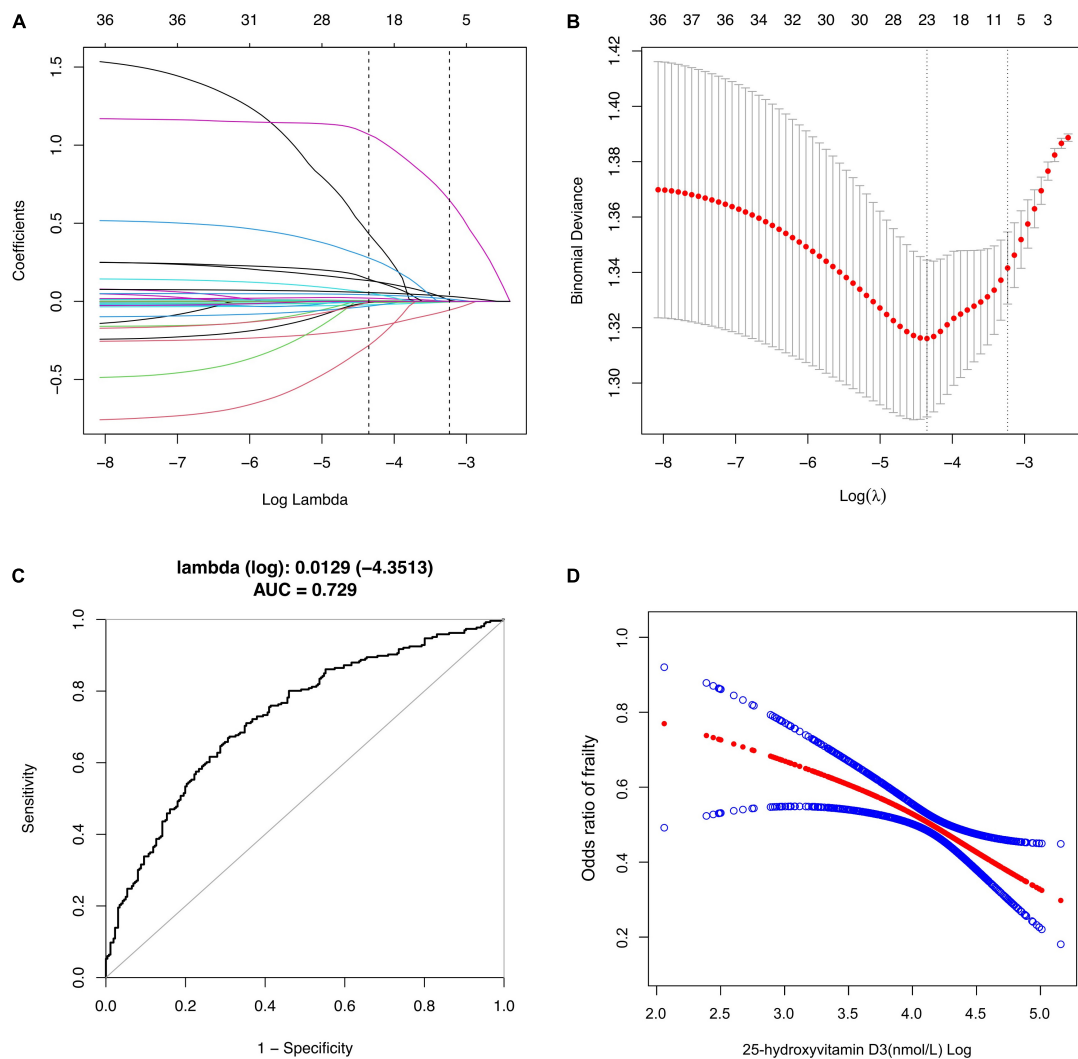 A
36 36 31 28 18 5
1.5
1.0
0.5
0.0
−0.5
Coefficients
−8 −7 −6 −5 −4 −3
Log Lambda
B
36 37 36 34 32 30 30 28 23 18 11 5 3
1.42
1.40
1.38
1.36
1.34
1.32
1.30
Binomial Deviance
−8 −7 −6 −5 −4 −3
Log(λ)
C
lambda (log): 0.0129 (−4.3513)
AUC = 0.729
1.0
0.8
0.6
0.4
0.2
0.0
Sensitivity
0.0 0.2 0.4 0.6 0.8 1.0
1 − Specificity
D
1.0
0.8
0.6
0.4
0.2
Odds ratio of frailty
2.0 2.5 3.0 3.5 4.0 4.5 5.0
25-hydroxyvitamin D3(nmol/L) Log